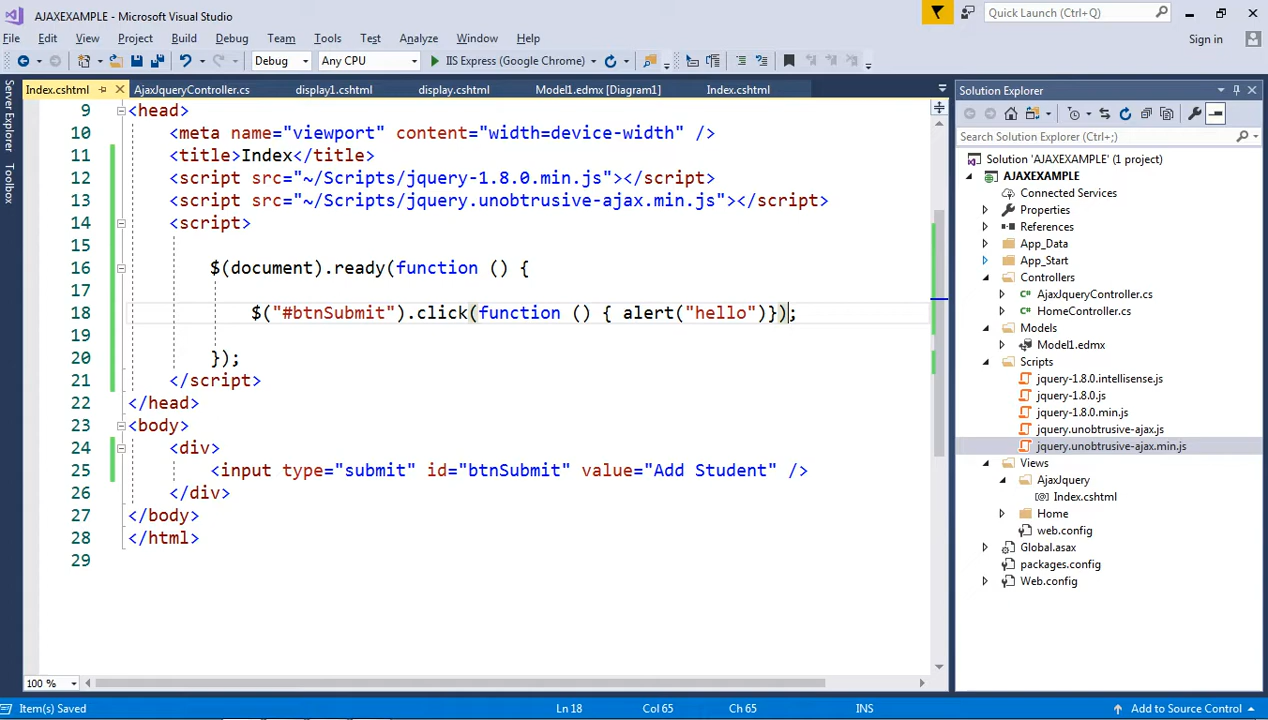 AJAXEXAMPLE - Microsoft Visual Studio
Quick Launch (Ctrl+Q)
File Edit View Project Build Debug Team Tools Test Analyze Window Help
Sign in
Debug Any CPU IIS Express (Google Chrome)
Server Explorer
Toolbox
Index.cshtml AjaxJqueryController.cs display1.cshtml display.cshtml Model1.edmx [Diagram1] Index.cshtml
9 <head>
10 <meta name="viewport" content="width=device-width" />
11 <title>Index</title>
12 <script src="~/Scripts/jquery-1.8.0.min.js"></script>
13 <script src="~/Scripts/jquery.unobtrusive-ajax.min.js"></script>
14 <script>
15
16 $(document).ready(function () {
17
18 $("#btnSubmit").click(function () { alert("hello")});
19
20 });
21 </script>
22 </head>
23 <body>
24 <div>
25 <input type="submit" id="btnSubmit" value="Add Student" />
26 </div>
27 </body>
28 </html>
29
100 %
Solution Explorer
Search Solution Explorer (Ctrl+;)
Solution 'AJAXEXAMPLE' (1 project)
AJAXEXAMPLE
Connected Services
Properties
References
App_Data
App_Start
Controllers
AjaxJqueryController.cs
HomeController.cs
Models
Model1.edmx
Scripts
jquery-1.8.0.intellisense.js
jquery-1.8.0.js
jquery-1.8.0.min.js
jquery.unobtrusive-ajax.js
jquery.unobtrusive-ajax.min.js
Views
AjaxJquery
Index.cshtml
Home
web.config
Global.asax
packages.config
Web.config
Item(s) Saved Ln 18 Col 65 Ch 65 INS Add to Source Control